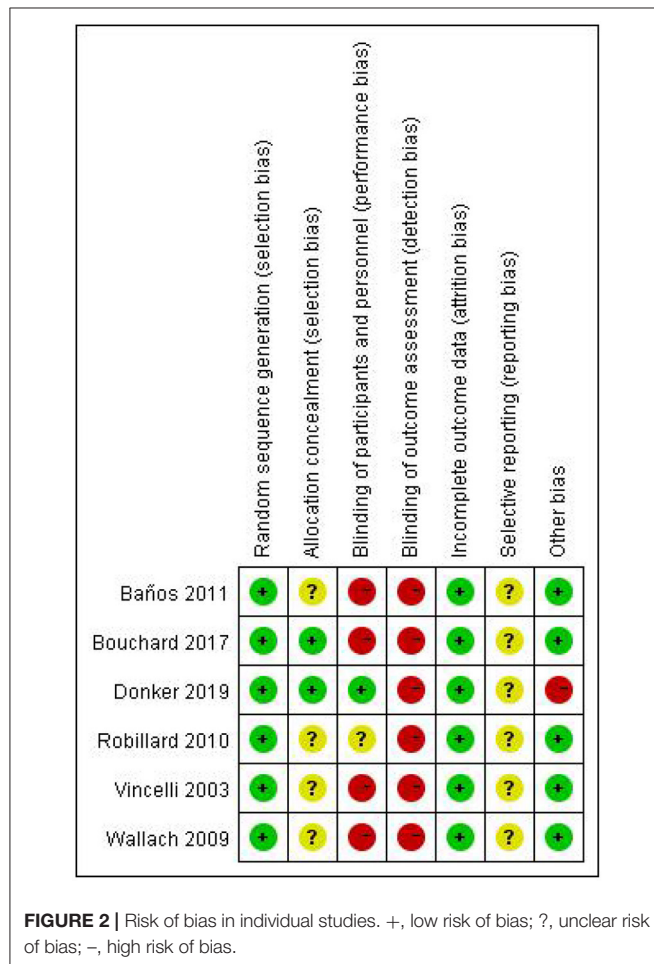 Random sequence generation (selection bias)
Allocation concealment (selection bias)
Blinding of participants and personnel (performance bias)
Blinding of outcome assessment (detection bias)
Incomplete outcome data (attrition bias)
Selective reporting (reporting bias)
Other bias
Baños 2011 + ? - - + ? +
Bouchard 2017 + + - - + ? +
Donker 2019 + + + - + ? -
Robillard 2010 + ? ? - + ? +
Vincelli 2003 + ? - - + ? +
Wallach 2009 + ? - - + ? +
FIGURE 2 | Risk of bias in individual studies. +, low risk of bias; ?, unclear risk
of bias; –, high risk of bias.